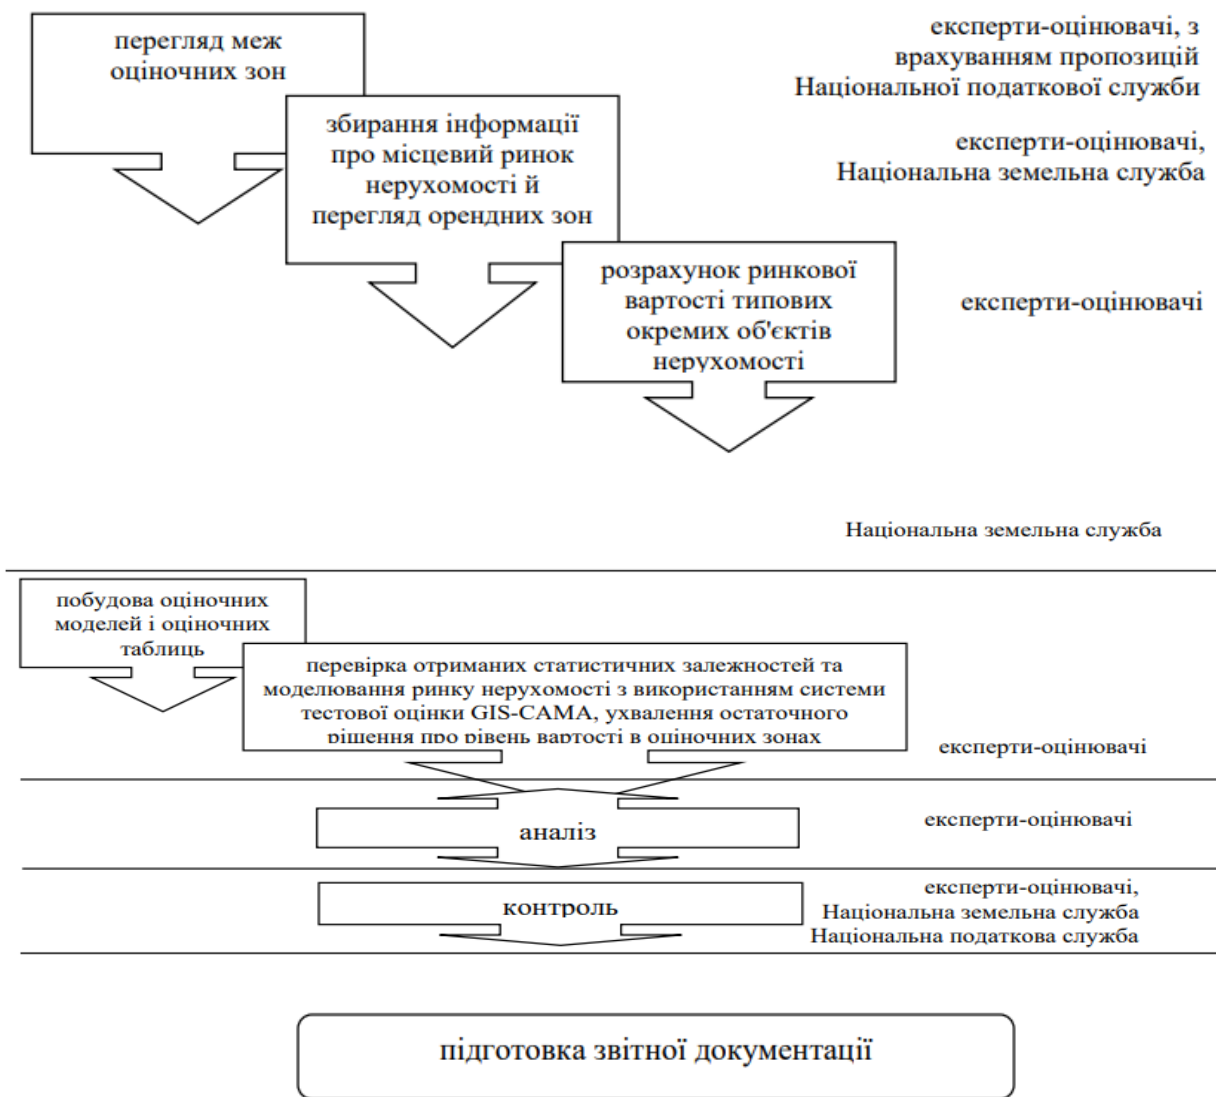 перегляд меж
оціночних зон
експерти-оцінювачі, з
врахуванням пропозицій
Національної податкової служби
збирання інформації
про місцевий ринок
нерухомості й
перегляд орендних зон
експерти-оцінювачі,
Національна земельна служба
розрахунок ринкової
вартості типових
окремих об'єктів
нерухомості
експерти-оцінювачі
Національна земельна служба
побудова оціночних
моделей і оціночних
таблиць
перевірка отриманих статистичних залежностей та
моделювання ринку нерухомості з використанням системи
тестової оцінки GIS-CAMA, ухвалення остаточного
рішення про рівень вартості в оціночних зонах
експерти-оцінювачі
аналіз
експерти-оцінювачі
контроль
експерти-оцінювачі,
Національна земельна служба
Національна податкова служба
підготовка звітної документації